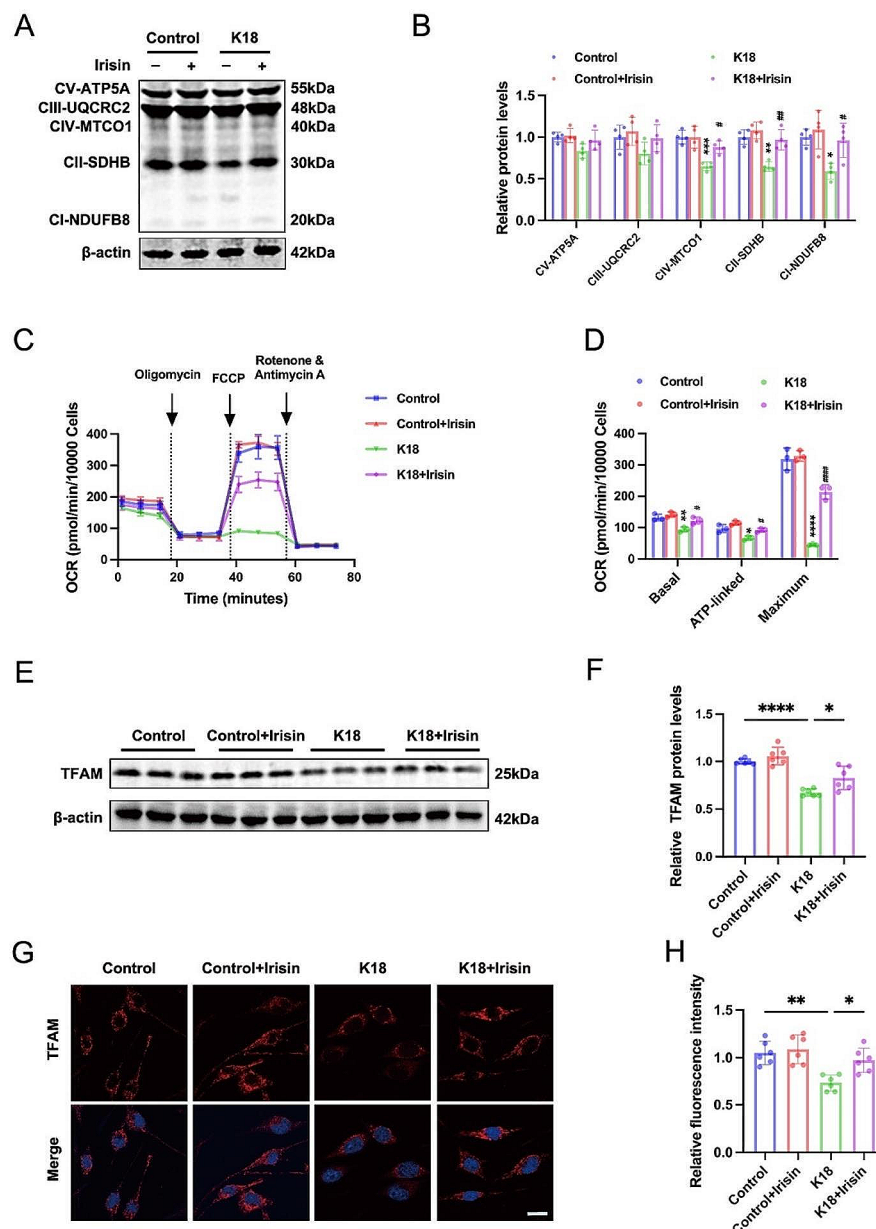 A
Control K18
Irisin − + − +
CV-ATP5A 55kDa
CIII-UQCRC2 48kDa
CIV-MTCO1 40kDa
CII-SDHB 30kDa
CI-NDUFB8 20kDa
β-actin 42kDa
B
Control K18
Control+Irisin K18+Irisin
Relative protein levels
1.5
1.0
0.5
0.0
*** # ** ## * #
CV-ATP5A
CIII-UQCRC2
CIV-MTCO1
CII-SDHB
CI-NDUFB8
C
Oligomycin
FCCP
Rotenone &
Antimycin A
Control
Control+Irisin
K18
K18+Irisin
OCR (pmol/min/10000 Cells)
400
300
200
100
0
0 20 40 60 80
Time (minutes)
D
Control K18
Control+Irisin K18+Irisin
OCR (pmol/min/10000 Cells)
400
300
200
100
0
** # * # **** ####
Basal
ATP-linked
Maximum
E
Control Control+Irisin K18 K18+Irisin
TFAM 25kDa
β-actin 42kDa
F
Relative TFAM protein levels
1.5
1.0
0.5
0.0
**** *
Control
Control+Irisin
K18
K18+Irisin
G
Control Control+Irisin K18 K18+Irisin
TFAM
Merge
H
Relative fluorescence intensity
1.5
1.0
0.5
0.0
** *
Control
Control+Irisin
K18
K18+Irisin